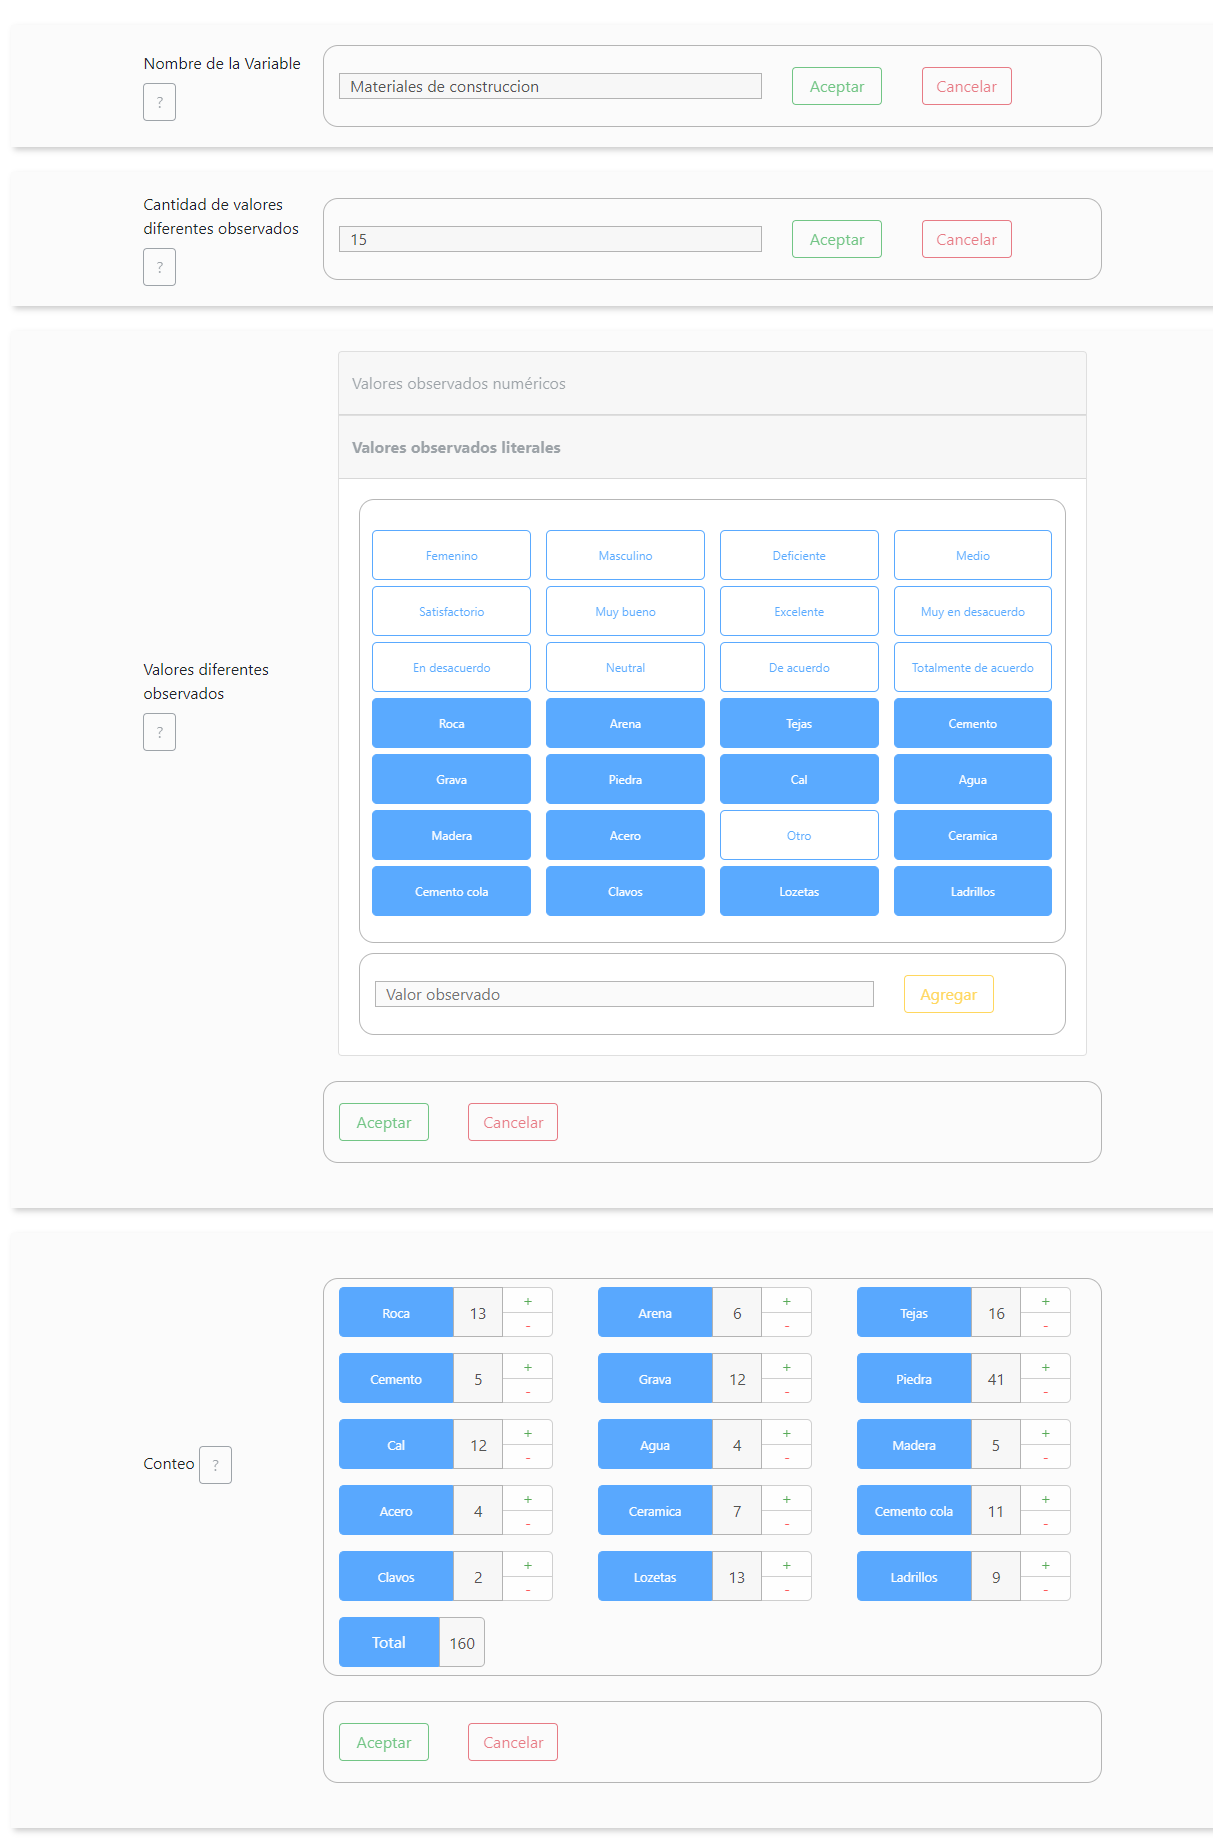 Nombre de la Variable
?
Materiales de construccion
Aceptar
Cancelar
Cantidad de valores
diferentes observados
?
15
Aceptar
Cancelar
Valores diferentes
observados
?
Valores observados numéricos
Valores observados literales
Femenino Masculino Deficiente Medio
Satisfactorio Muy bueno Excelente Muy en desacuerdo
En desacuerdo Neutral De acuerdo Totalmente de acuerdo
Roca Arena Tejas Cemento
Grava Piedra Cal Agua
Madera Acero Otro Ceramica
Cemento cola Clavos Lozetas Ladrillos
Valor observado Agregar
Aceptar Cancelar
Conteo ?
Roca 13 + - Arena 6 + - Tejas 16 + -
Cemento 5 + - Grava 12 + - Piedra 41 + -
Cal 12 + - Agua 4 + - Madera 5 + -
Acero 4 + - Ceramica 7 + - Cemento cola 11 + -
Clavos 2 + - Lozetas 13 + - Ladrillos 9 + -
Total 160
Aceptar Cancelar